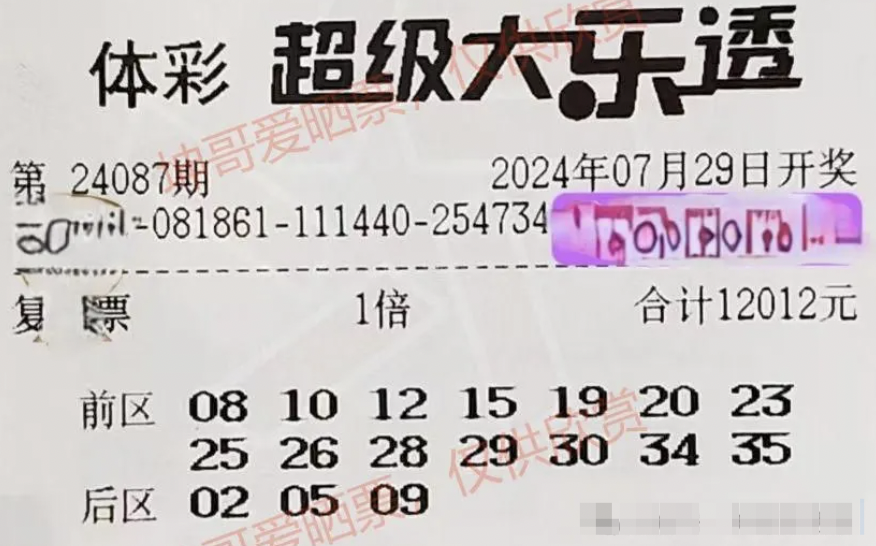 体彩 超级大乐透
第 24087期 2024年07月29日开奖
-081861-111440-254734
复 票 1倍 合计12012元
前区 08 10 12 15 19 20 23
25 26 28 29 30 34 35
后区 02 05 09
哥爱晒票，仅供欣赏
哥爱晒票，仅供欣赏